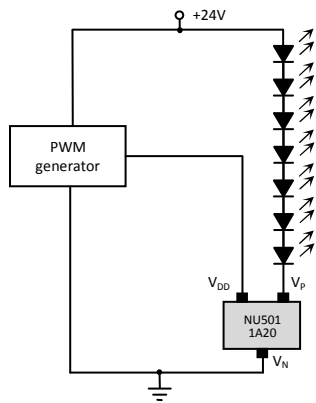 +24V
PWM
generator
VDD
VP
NU501
1A20
VN